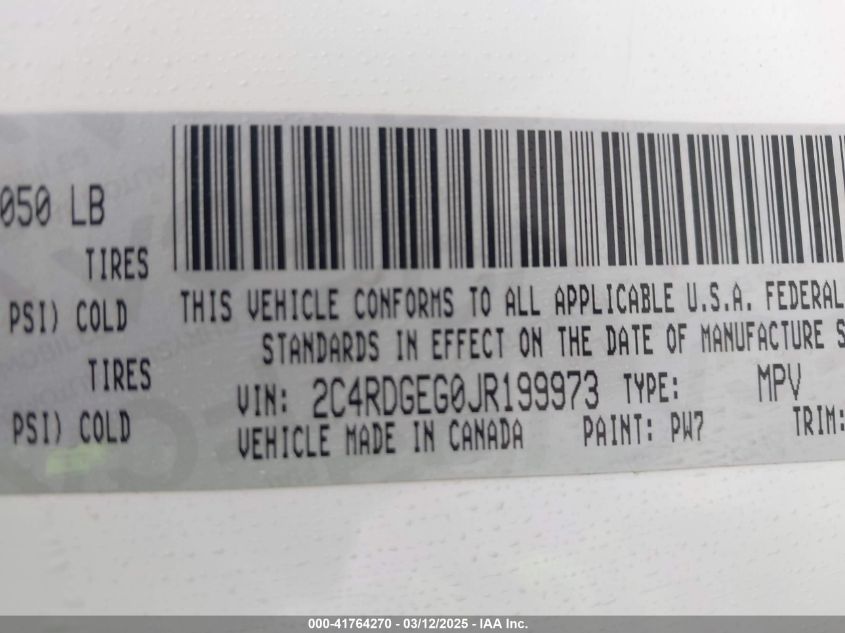 050 LB
TIRES
PSI) COLD
TIRES
PSI) COLD
THIS VEHICLE CONFORMS TO ALL APPLICABLE U.S.A. FEDERAL
STANDARDS IN EFFECT ON THE DATE OF MANUFACTURE S
VIN: 2C4RDGEG0JR199973 TYPE: MPV
VEHICLE MADE IN CANADA PAINT: PW7 TRIM:
000-41764270 - 03/12/2025 - IAA Inc.